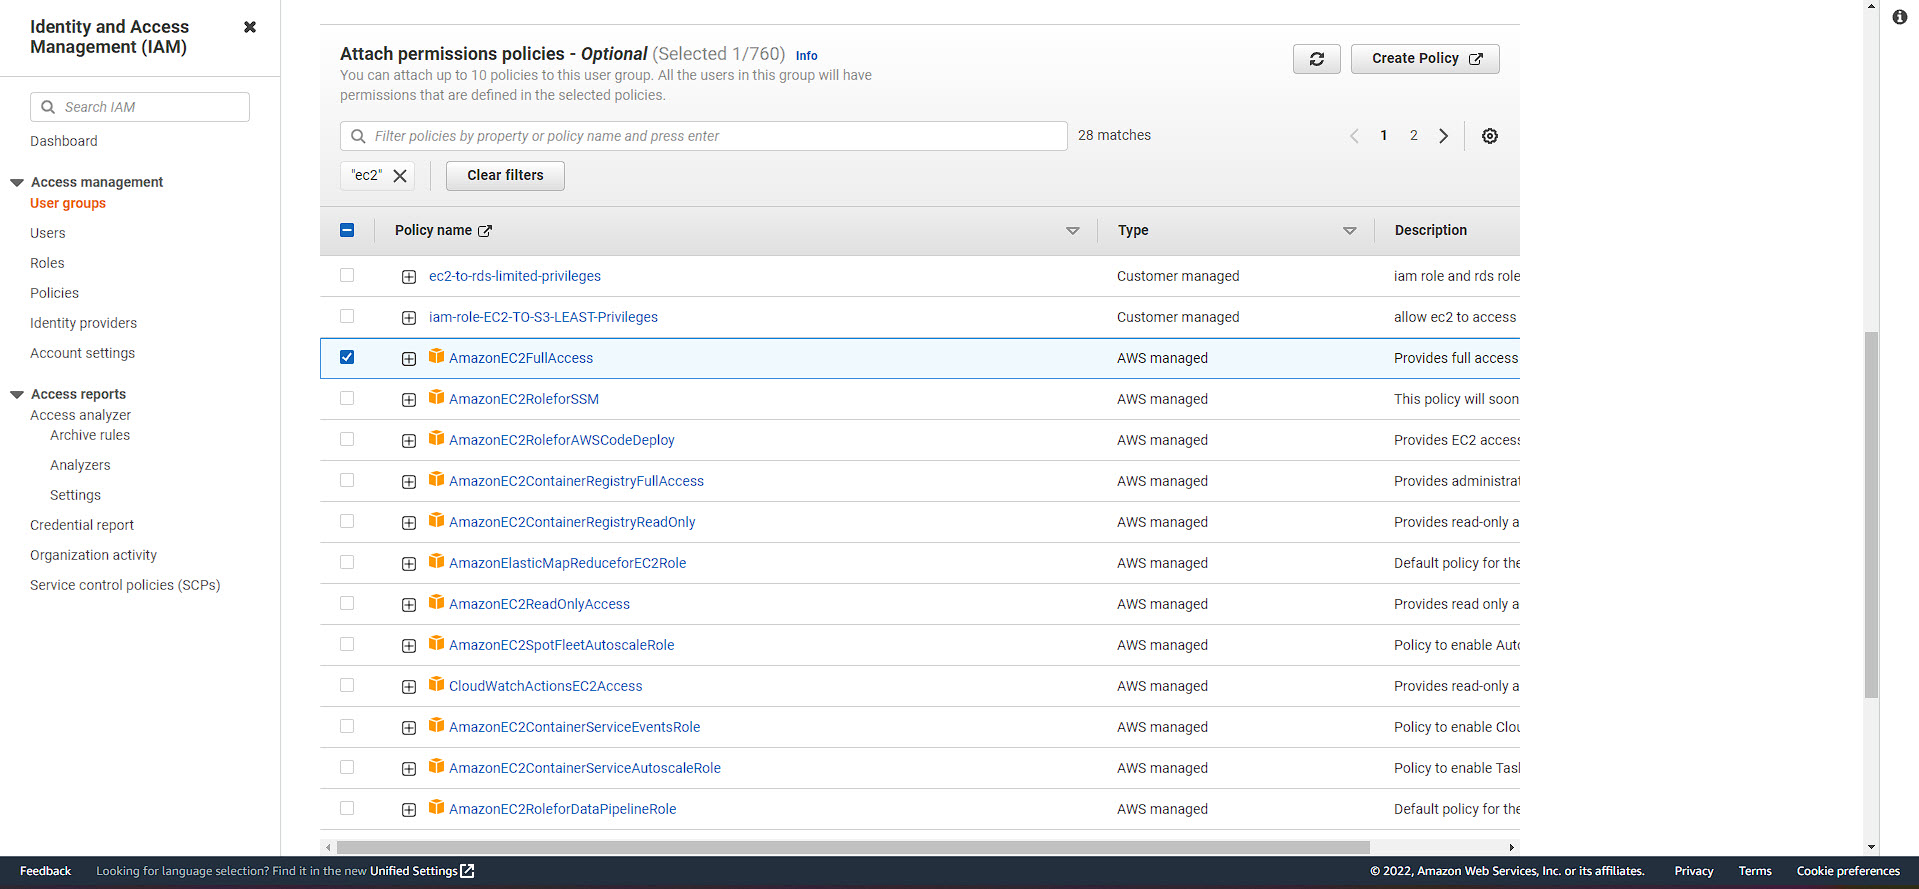 Identity and Access
Management (IAM)
Search IAM
Dashboard
Access management
User groups
Users
Roles
Policies
Identity providers
Account settings
Access reports
Access analyzer
Archive rules
Analyzers
Settings
Credential report
Organization activity
Service control policies (SCPs)
Attach permissions policies - Optional (Selected 1/760) Info
You can attach up to 10 policies to this user group. All the users in this group will have
permissions that are defined in the selected policies.
Create Policy
Filter policies by property or policy name and press enter
28 matches
1 2
"ec2"
Clear filters
Policy name Type Description
ec2-to-rds-limited-privileges Customer managed iam role and rds role
iam-role-EC2-TO-S3-LEAST-Privileges Customer managed allow ec2 to access
AmazonEC2FullAccess AWS managed Provides full access
AmazonEC2RoleforSSM AWS managed This policy will soon
AmazonEC2RoleforAWSCodeDeploy AWS managed Provides EC2 access
AmazonEC2ContainerRegistryFullAccess AWS managed Provides administrat
AmazonEC2ContainerRegistryReadOnly AWS managed Provides read-only a
AmazonElasticMapReduceforEC2Role AWS managed Default policy for the
AmazonEC2ReadOnlyAccess AWS managed Provides read only a
AmazonEC2SpotFleetAutoscaleRole AWS managed Policy to enable Auto
CloudWatchActionsEC2Access AWS managed Provides read-only a
AmazonEC2ContainerServiceEventsRole AWS managed Policy to enable Clou
AmazonEC2ContainerServiceAutoscaleRole AWS managed Policy to enable Task
AmazonEC2RoleforDataPipelineRole AWS managed Default policy for the
Feedback Looking for language selection? Find it in the new Unified Settings © 2022, Amazon Web Services, Inc. or its affiliates. Privacy Terms Cookie preferences